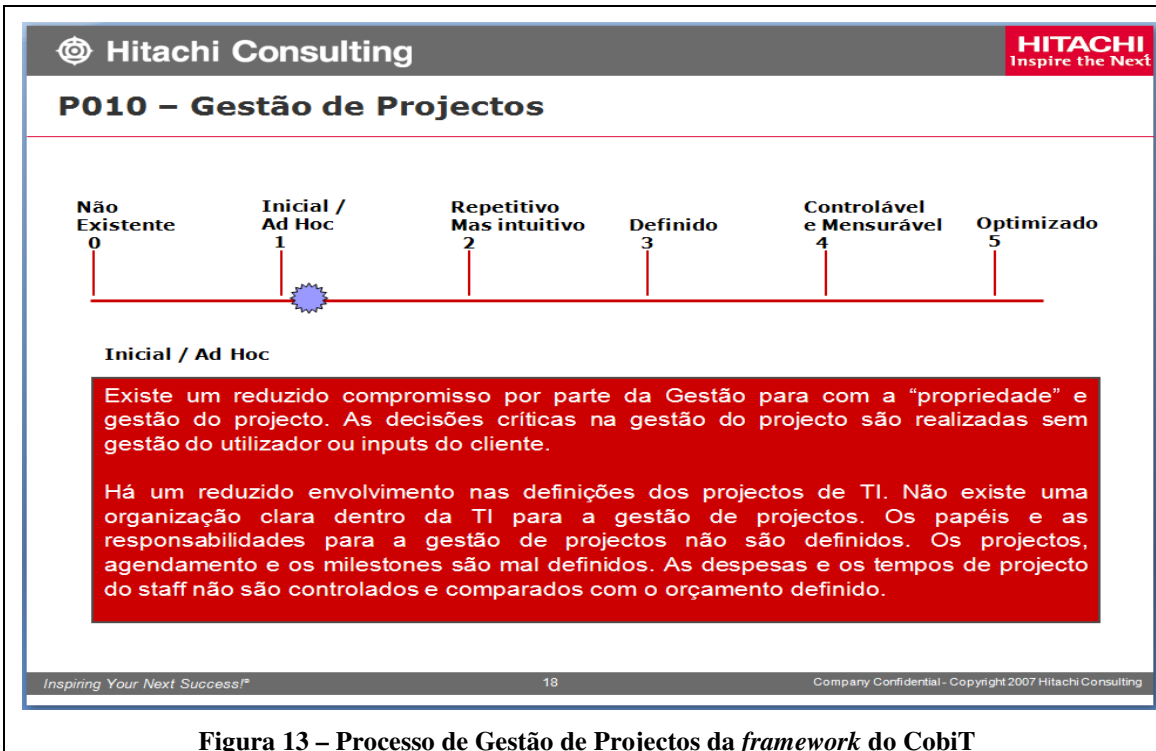 Hitachi Consulting
HITACHI
Inspire the Next
P010 – Gestão de Projectos
Não
Existente
0
Inicial /
Ad Hoc
1
Repetitivo
Mas intuitivo
2
Definido
3
Controlável
e Mensurável
4
Optimizado
5
Inicial / Ad Hoc
Existe um reduzido compromisso por parte da Gestão para com a “propriedade” e
gestão do projecto. As decisões críticas na gestão do projecto são realizadas sem
gestão do utilizador ou inputs do cliente.
Há um reduzido envolvimento nas definições dos projectos de TI. Não existe uma
organização clara dentro da TI para a gestão de projectos. Os papéis e as
responsabilidades para a gestão de projectos não são definidos. Os projectos,
agendamento e os milestones são mal definidos. As despesas e os tempos de projecto
do staff não são controlados e comparados com o orçamento definido.
Inspiring Your Next Success!®
18
Company Confidential - Copyright 2007 Hitachi Consulting
Figura 13 – Processo de Gestão de Projectos da framework do CobiT